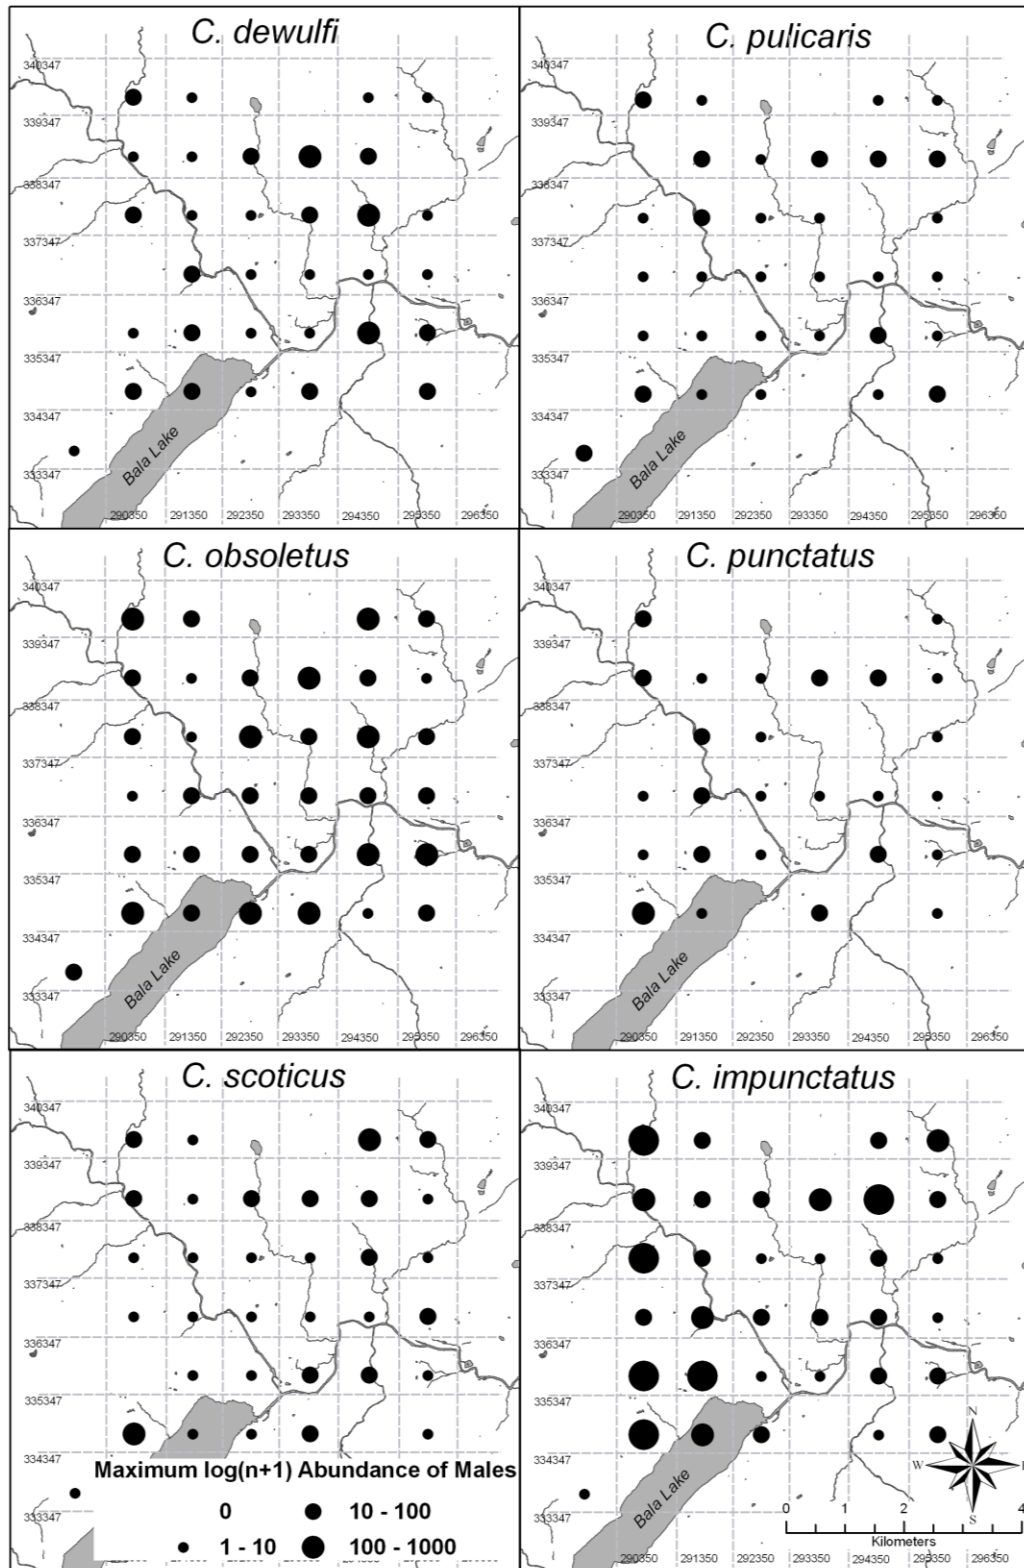 C. dewulfi
340347
339347
338347
337347
336347
335347
334347
333347
Bala Lake
290350 291350 292350 293350 294350 295350 296350
C. pulicaris
340347
339347
338347
337347
336347
335347
334347
333347
Bala Lake
290350 291350 292350 293350 294350 295350 296350
C. obsoletus
340347
339347
338347
337347
336347
335347
334347
333347
Bala Lake
290350 291350 292350 293350 294350 295350 296350
C. punctatus
340347
339347
338347
337347
336347
335347
334347
333347
Bala Lake
290350 291350 292350 293350 294350 295350 296350
C. scoticus
340347
339347
338347
337347
336347
335347
334347
333347
Maximum log(n+1) Abundance of Males
0 10 - 100
1 - 10 100 - 1000
C. impunctatus
340347
339347
338347
337347
336347
335347
334347
333347
Bala Lake
N
W
S
0 1 2 4
Kilometers
290350 291350 292350 293350 294350 295350 296350